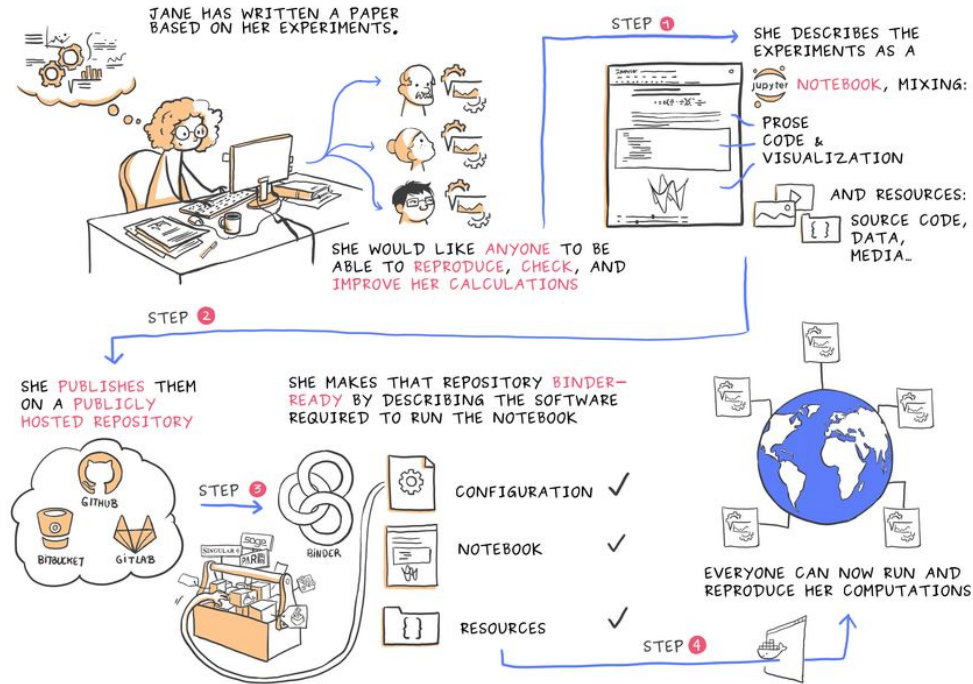 JANE HAS WRITTEN A PAPER
BASED ON HER EXPERIMENTS.
SHE WOULD LIKE ANYONE TO BE
ABLE TO REPRODUCE, CHECK, AND
IMPROVE HER CALCULATIONS
STEP 1
SHE DESCRIBES THE
EXPERIMENTS AS A
jupyter NOTEBOOK, MIXING:
PROSE
CODE &
VISUALIZATION
AND RESOURCES:
SOURCE CODE,
DATA,
MEDIA...
STEP 2
SHE PUBLISHES THEM
ON A PUBLICLY
HOSTED REPOSITORY
GITHUB
BITBUCKET
GITLAB
STEP 3
SHE MAKES THAT REPOSITORY BINDER-
READY BY DESCRIBING THE SOFTWARE
REQUIRED TO RUN THE NOTEBOOK
BINDER
sage
SINGULAR
PARI
CONFIGURATION ✓
NOTEBOOK ✓
{ } RESOURCES ✓
STEP 4
EVERYONE CAN NOW RUN AND
REPRODUCE HER COMPUTATIONS